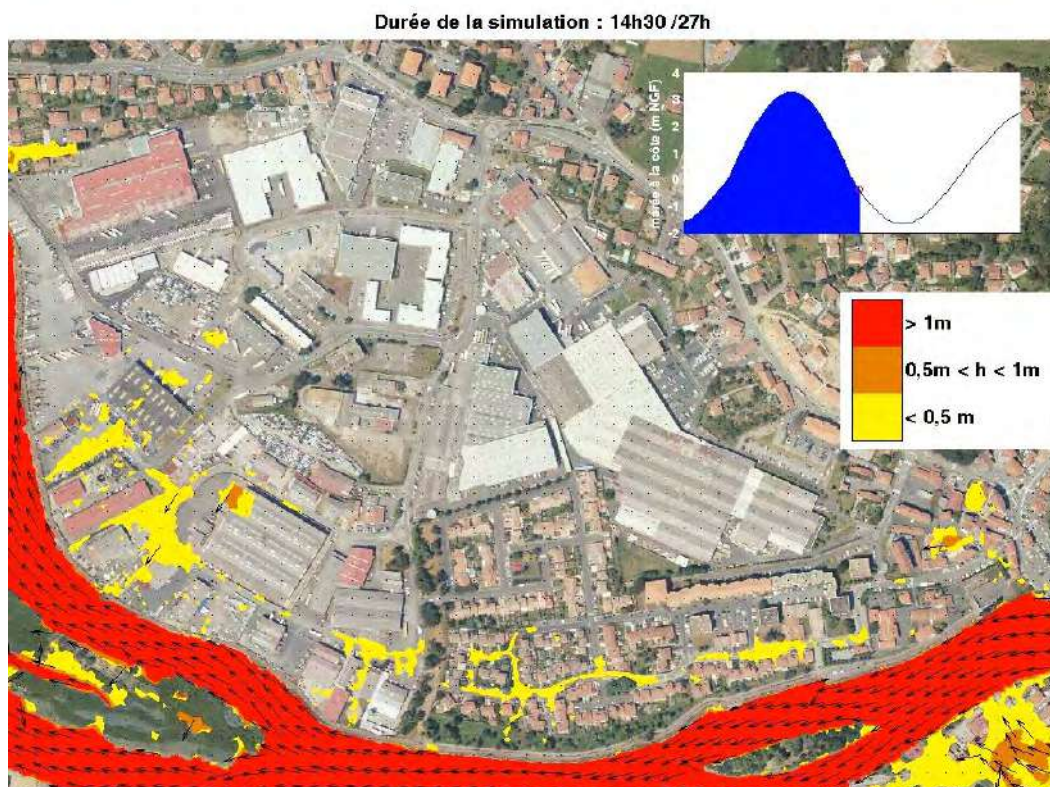 Durée de la simulation : 14h30 /27h
marée à la côte (m NGF)
4
3
2
1
0
-1
-2
> 1m
0,5m < h < 1m
< 0,5 m